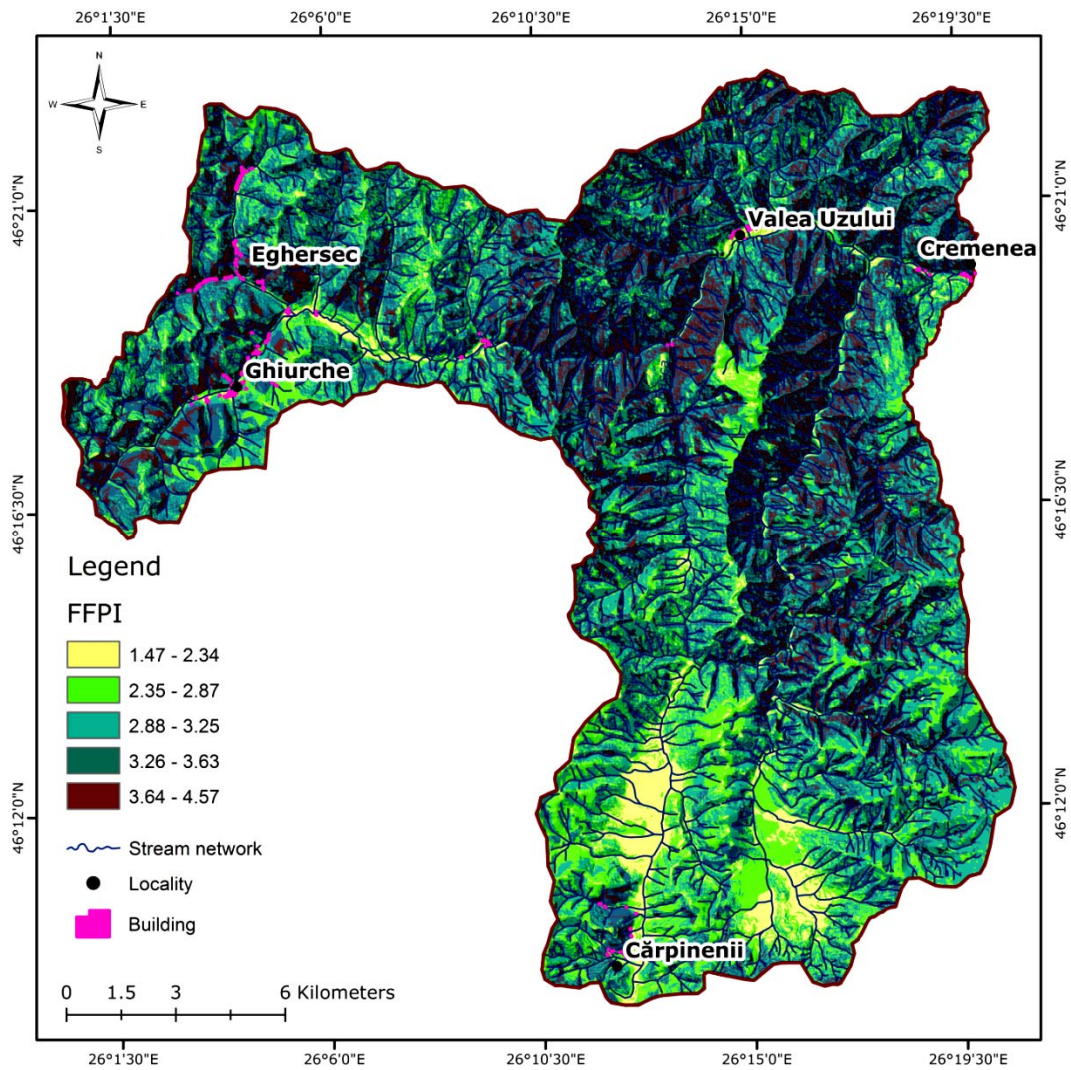 26°1'30"E 26°6'0"E 26°10'30"E 26°15'0"E 26°19'30"E
N
W E
S
46°21'0"N 46°21'0"N
Valea Uzului
Cremenea
Eghersec
Ghiurche
46°16'30"N 46°16'30"N
Legend
FFPI
1.47 - 2.34
2.35 - 2.87
2.88 - 3.25
3.26 - 3.63
3.64 - 4.57
46°12'0"N 46°12'0"N
Stream network
Locality
Building
Cărpinenii
0 1.5 3 6 Kilometers
26°1'30"E 26°6'0"E 26°10'30"E 26°15'0"E 26°19'30"E